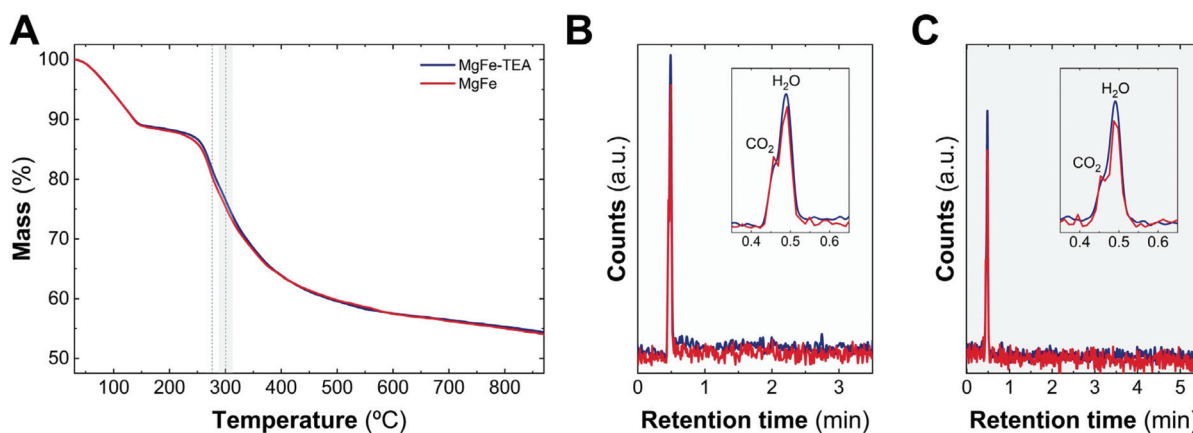 A
Mass (%)
100
90
80
70
60
50
MgFe-TEA
MgFe
100 200 300 400 500 600 700 800
Temperature (ºC)
B
Counts (a.u.)
H2O
CO2
0.4 0.5 0.6
0 1 2 3
Retention time (min)
C
Counts (a.u.)
H2O
CO2
0.4 0.5 0.6
0 1 2 3 4 5
Retention time (min)